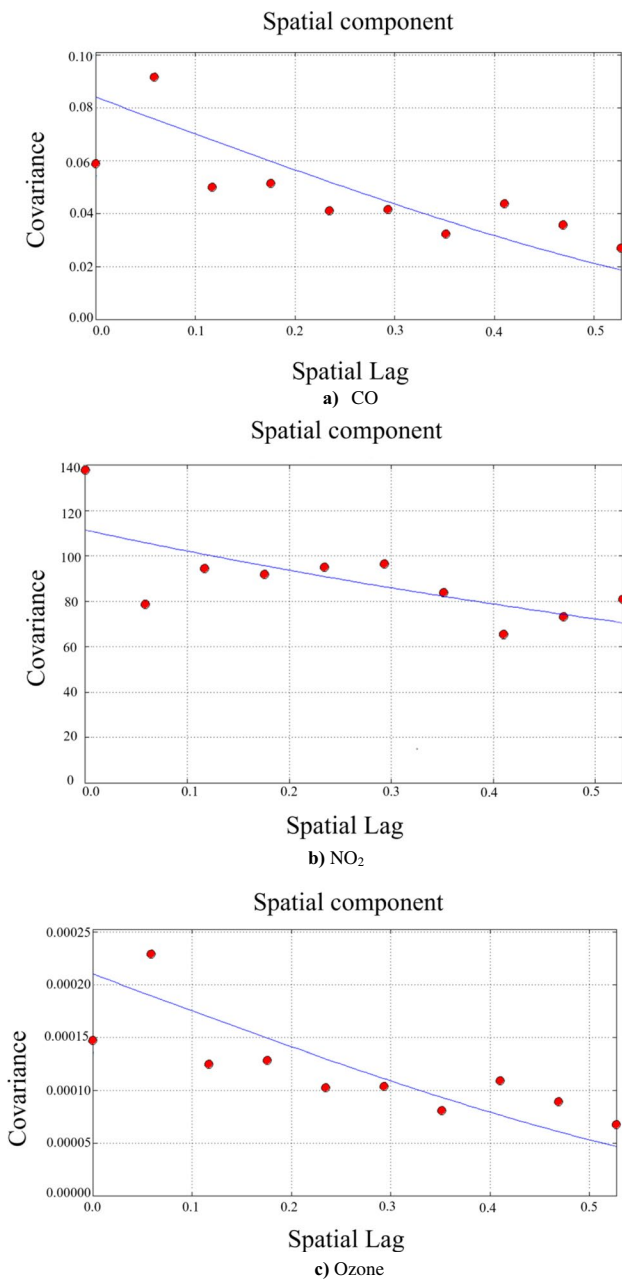 Spatial component
0.10
0.08
0.06
0.04
0.02
0.00
Covariance
0.0 0.1 0.2 0.3 0.4 0.5
Spatial Lag
a) CO
Spatial component
140
120
100
80
60
40
20
0
Covariance
0.0 0.1 0.2 0.3 0.4 0.5
Spatial Lag
b) NO₂
Spatial component
0.00025
0.00020
0.00015
0.00010
0.00005
0.00000
Covariance
0.0 0.1 0.2 0.3 0.4 0.5
Spatial Lag
c) Ozone